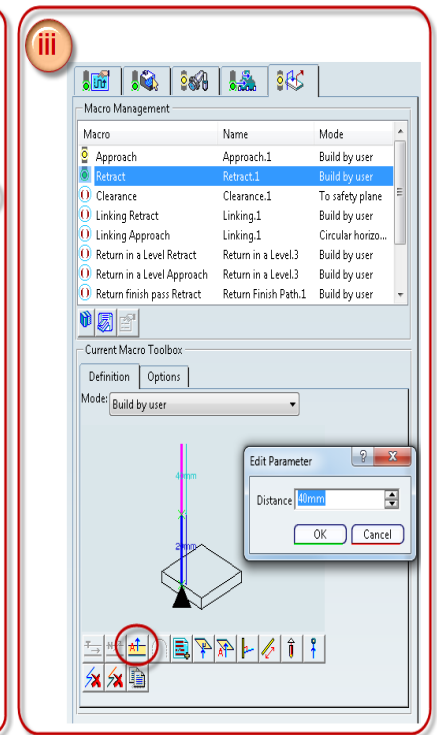 iii
Macro Management
Macro Name Mode
Approach Approach.1 Build by user
Retract Retract.1 Build by user
Clearance Clearance.1 To safety plane
Linking Retract Linking.1 Build by user
Linking Approach Linking.1 Circular horizo...
Return in a Level Retract Return in a Level.3 Build by user
Return in a Level Approach Return in a Level.3 Build by user
Return finish pass Retract Return Finish Path.1 Build by user
Current Macro Toolbox
Definition Options
Mode: Build by user
Edit Parameter
Distance 40mm
OK Cancel